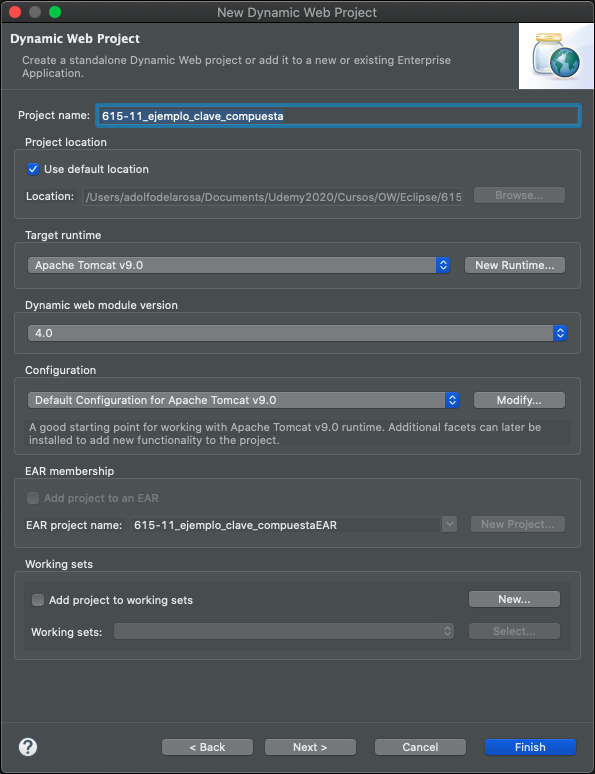 New Dynamic Web Project
Dynamic Web Project
Create a standalone Dynamic Web project or add it to a new or existing Enterprise
Application.
Project name: 615-11_ejemplo_clave_compuesta
Project location
Use default location
Location: /Users/adolfodelarosa/Documents/Udemy2020/Cursos/OW/Eclipse/615 Browse...
Target runtime
Apache Tomcat v9.0 New Runtime...
Dynamic web module version
4.0
Configuration
Default Configuration for Apache Tomcat v9.0 Modify...
A good starting point for working with Apache Tomcat v9.0 runtime. Additional facets can later be
installed to add new functionality to the project.
EAR membership
Add project to an EAR
EAR project name: 615-11_ejemplo_clave_compuestaEAR New Project...
Working sets
Add project to working sets New...
Working sets: Select...
? < Back Next > Cancel Finish